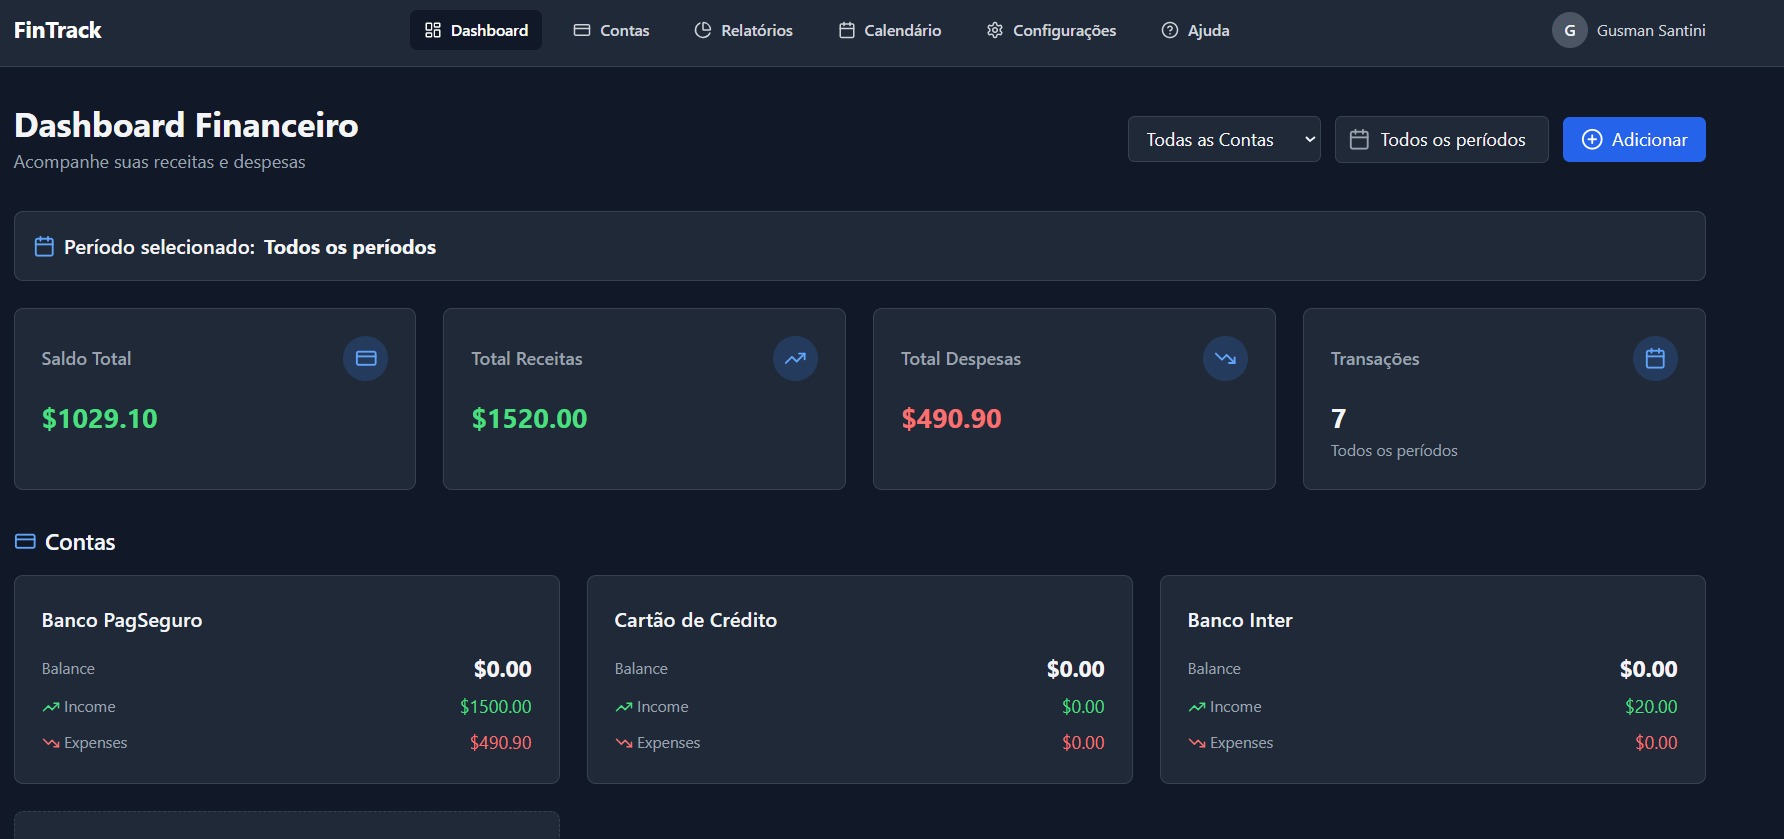 FinTrack
Dashboard
Contas
Relatórios
Calendário
Configurações
Ajuda
G
Gusman Santini
Dashboard Financeiro
Acompanhe suas receitas e despesas
Todas as Contas
Todos os períodos
Adicionar
Período selecionado: Todos os períodos
Saldo Total
$1029.10
Total Receitas
$1520.00
Total Despesas
$490.90
Transações
7
Todos os períodos
Contas
Banco PagSeguro
Balance $0.00
Income $1500.00
Expenses $490.90
Cartão de Crédito
Balance $0.00
Income $0.00
Expenses $0.00
Banco Inter
Balance $0.00
Income $20.00
Expenses $0.00